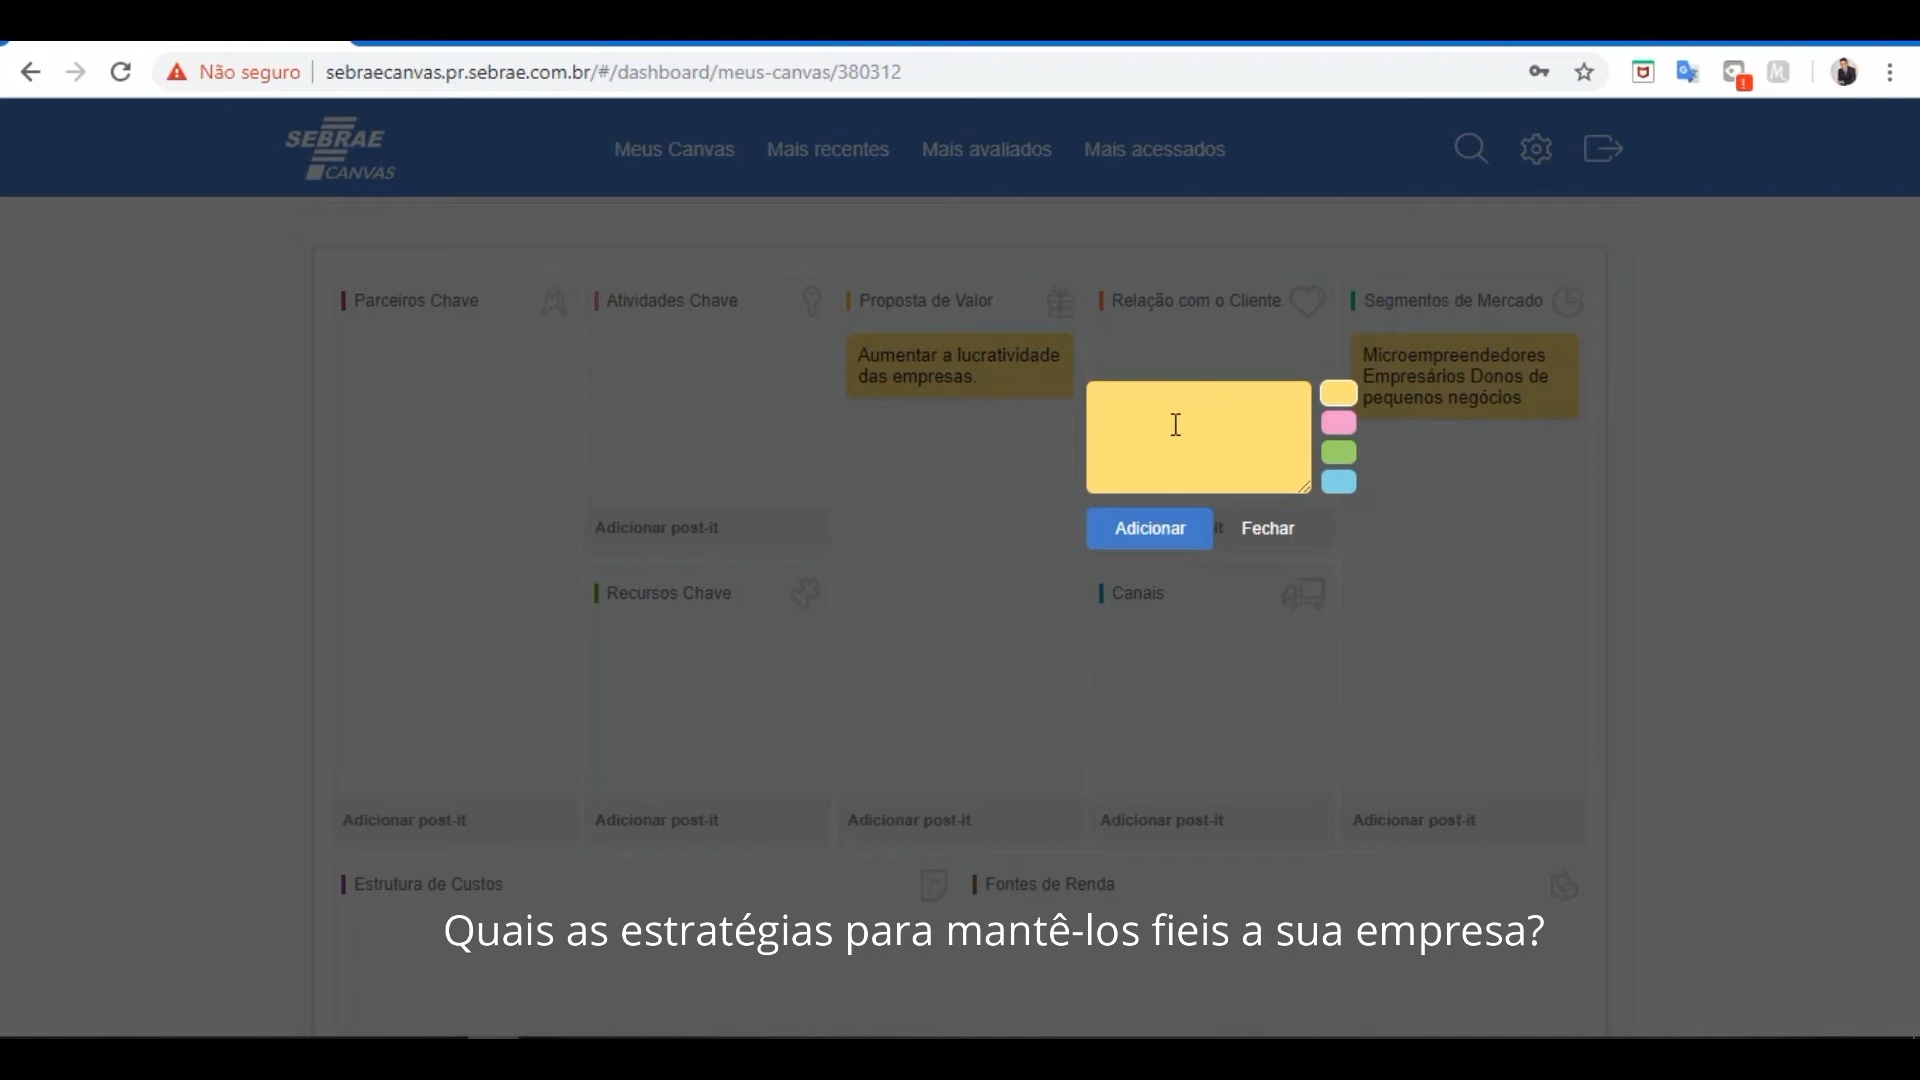 Não seguro
sebraecanvas.pr.sebrae.com.br/#/dashboard/meus-canvas/380312
SEBRAE
CANVAS
Meus Canvas
Mais recentes
Mais avaliados
Mais acessados
Parceiros Chave
Atividades Chave
Proposta de Valor
Relação com o Cliente
Segmentos de Mercado
Aumentar a lucratividade
das empresas.
Microempreendedores
Empresários Donos de
pequenos negócios
Adicionar post-it
Adicionar
it
Fechar
Recursos Chave
Canais
Adicionar post-it
Adicionar post-it
Adicionar post-it
Adicionar post-it
Adicionar post-it
Estrutura de Custos
Fontes de Renda
Quais as estratégias para mantê-los fieis a sua empresa?